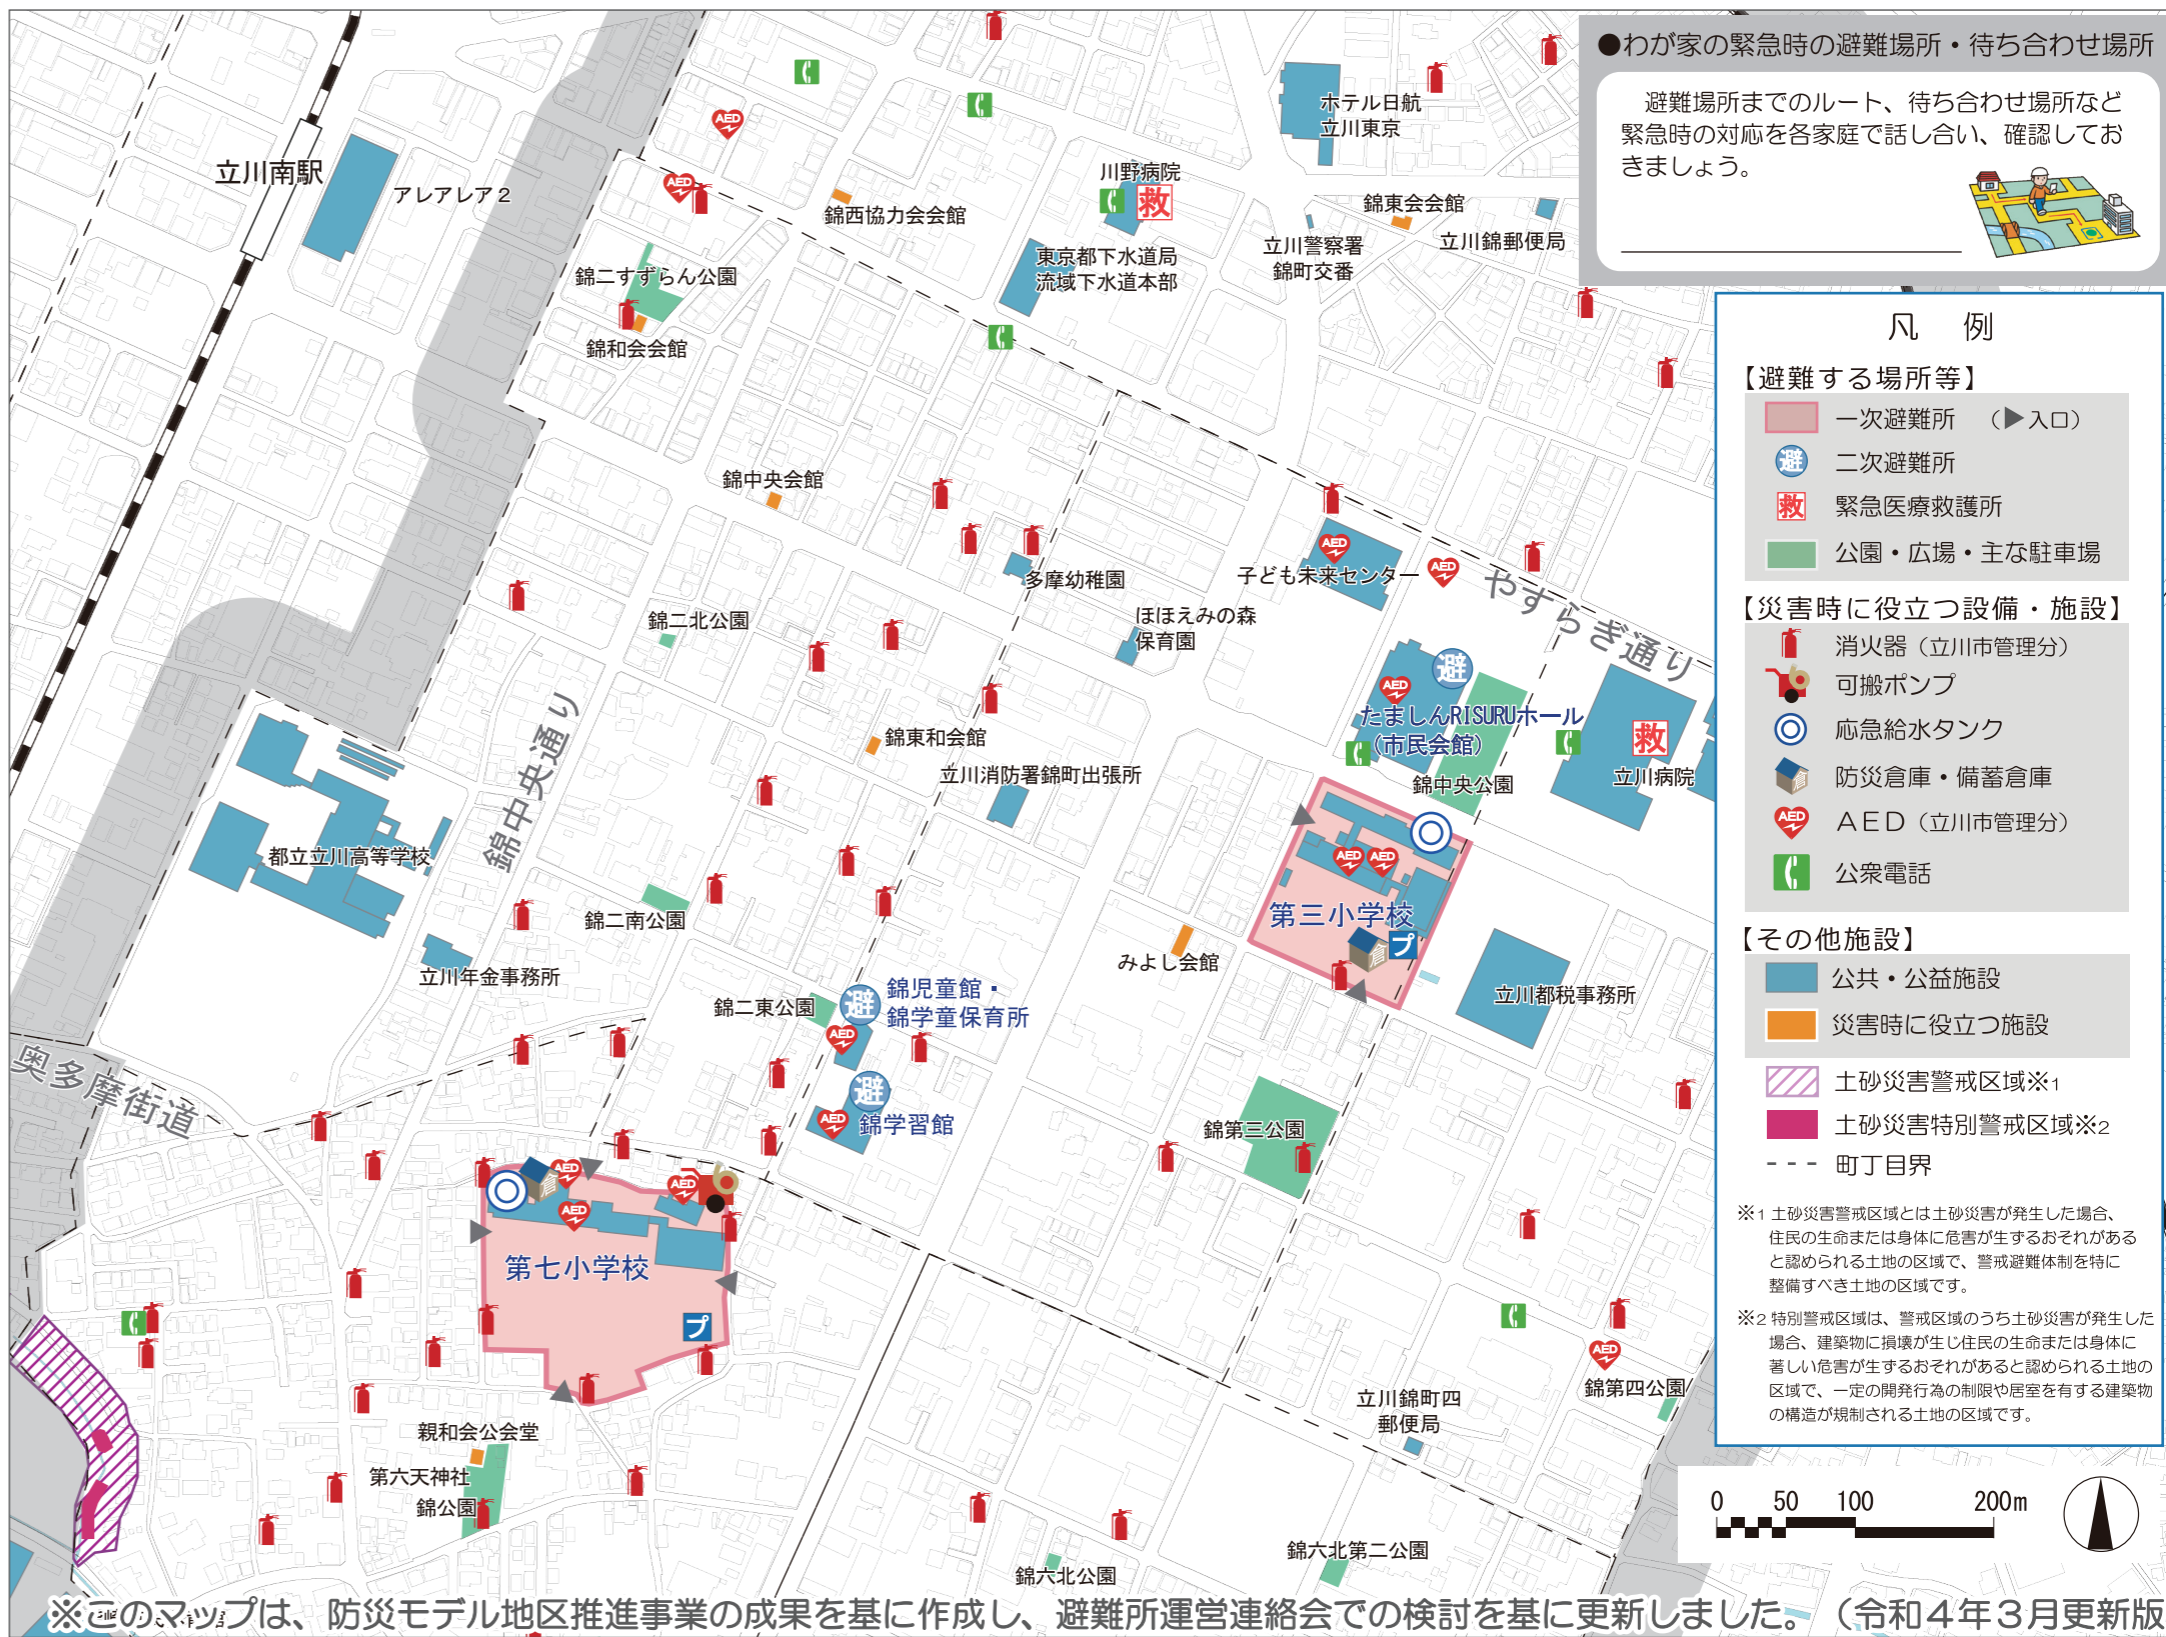 ●わが家の緊急時の避難場所・待ち合わせ場所
避難場所までのルート、待ち合わせ場所など
緊急時の対応を各家庭で話し合い、確認してお
きましょう。
ホテル日航
立川東京
川野病院
救
立川南駅
アレアレア2
AED
AED
錦西協力会会館
錦東会会館
立川警察署
錦町交番
立川錦郵便局
東京都下水道局
流域下水道本部
錦二すずらん公園
錦和会会館
錦中央会館
多摩幼稚園
AED
子ども未来センター
AED
やすらぎ通り
ほほえみの森
保育園
錦二北公園
避
AED
たましんRISURUホール
（市民会館）
錦中央公園
救
立川病院
錦中央通り
錦東和会館
立川消防署錦町出張所
都立立川高等学校
AED
AED
第三小学校
倉
プ
錦二南公園
みよし会館
立川年金事務所
立川都税事務所
避
錦児童館・
錦学童保育所
錦二東公園
AED
避
AED
錦学習館
奥多摩街道
錦第三公園
倉
AED
AED
AED
第七小学校
プ
AED
錦第四公園
立川錦町四
郵便局
親和会公会堂
第六天神社
錦公園
錦六北公園
錦六北第二公園
凡　例
【避難する場所等】
一次避難所　（▶入口）
避 二次避難所
救 緊急医療救護所
公園・広場・主な駐車場
【災害時に役立つ設備・施設】
消火器（立川市管理分）
可搬ポンプ
応急給水タンク
倉 防災倉庫・備蓄倉庫
AED ＡＥＤ（立川市管理分）
公衆電話
【その他施設】
公共・公益施設
災害時に役立つ施設
土砂災害警戒区域※1
土砂災害特別警戒区域※2
町丁目界
※1 土砂災害警戒区域とは土砂災害が発生した場合、
住民の生命または身体に危害が生ずるおそれがある
と認められる土地の区域で、警戒避難体制を特に
整備すべき土地の区域です。
※2 特別警戒区域は、警戒区域のうち土砂災害が発生した
場合、建築物に損壊が生じ住民の生命または身体に
著しい危害が生ずるおそれがあると認められる土地の
区域で、一定の開発行為の制限や居室を有する建築物
の構造が規制される土地の区域です。
0 50 100 200m
※このマップは、防災モデル地区推進事業の成果を基に作成し、避難所運営連絡会での検討を基に更新しました。（令和４年３月更新版